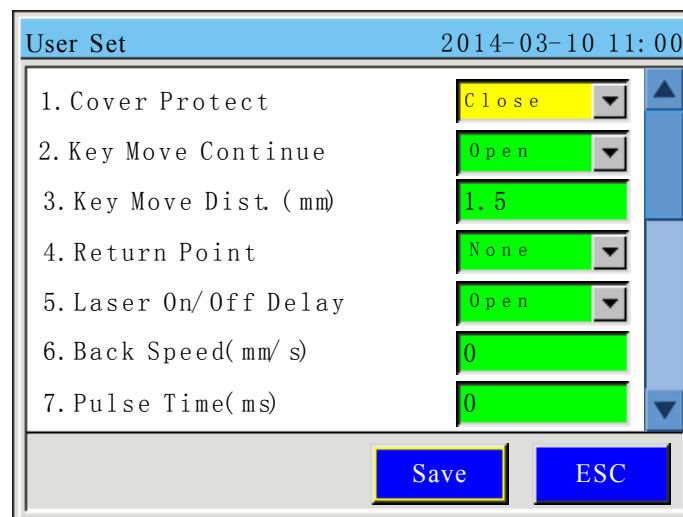 User Set 2014-03-10 11:00
1.Cover Protect Close
2.Key Move Continue Open
3.Key Move Dist.(mm) 1.5
4.Return Point None
5.Laser On/Off Delay Open
6.Back Speed(mm/s) 0
7.Pulse Time(ms) 0
Save ESC